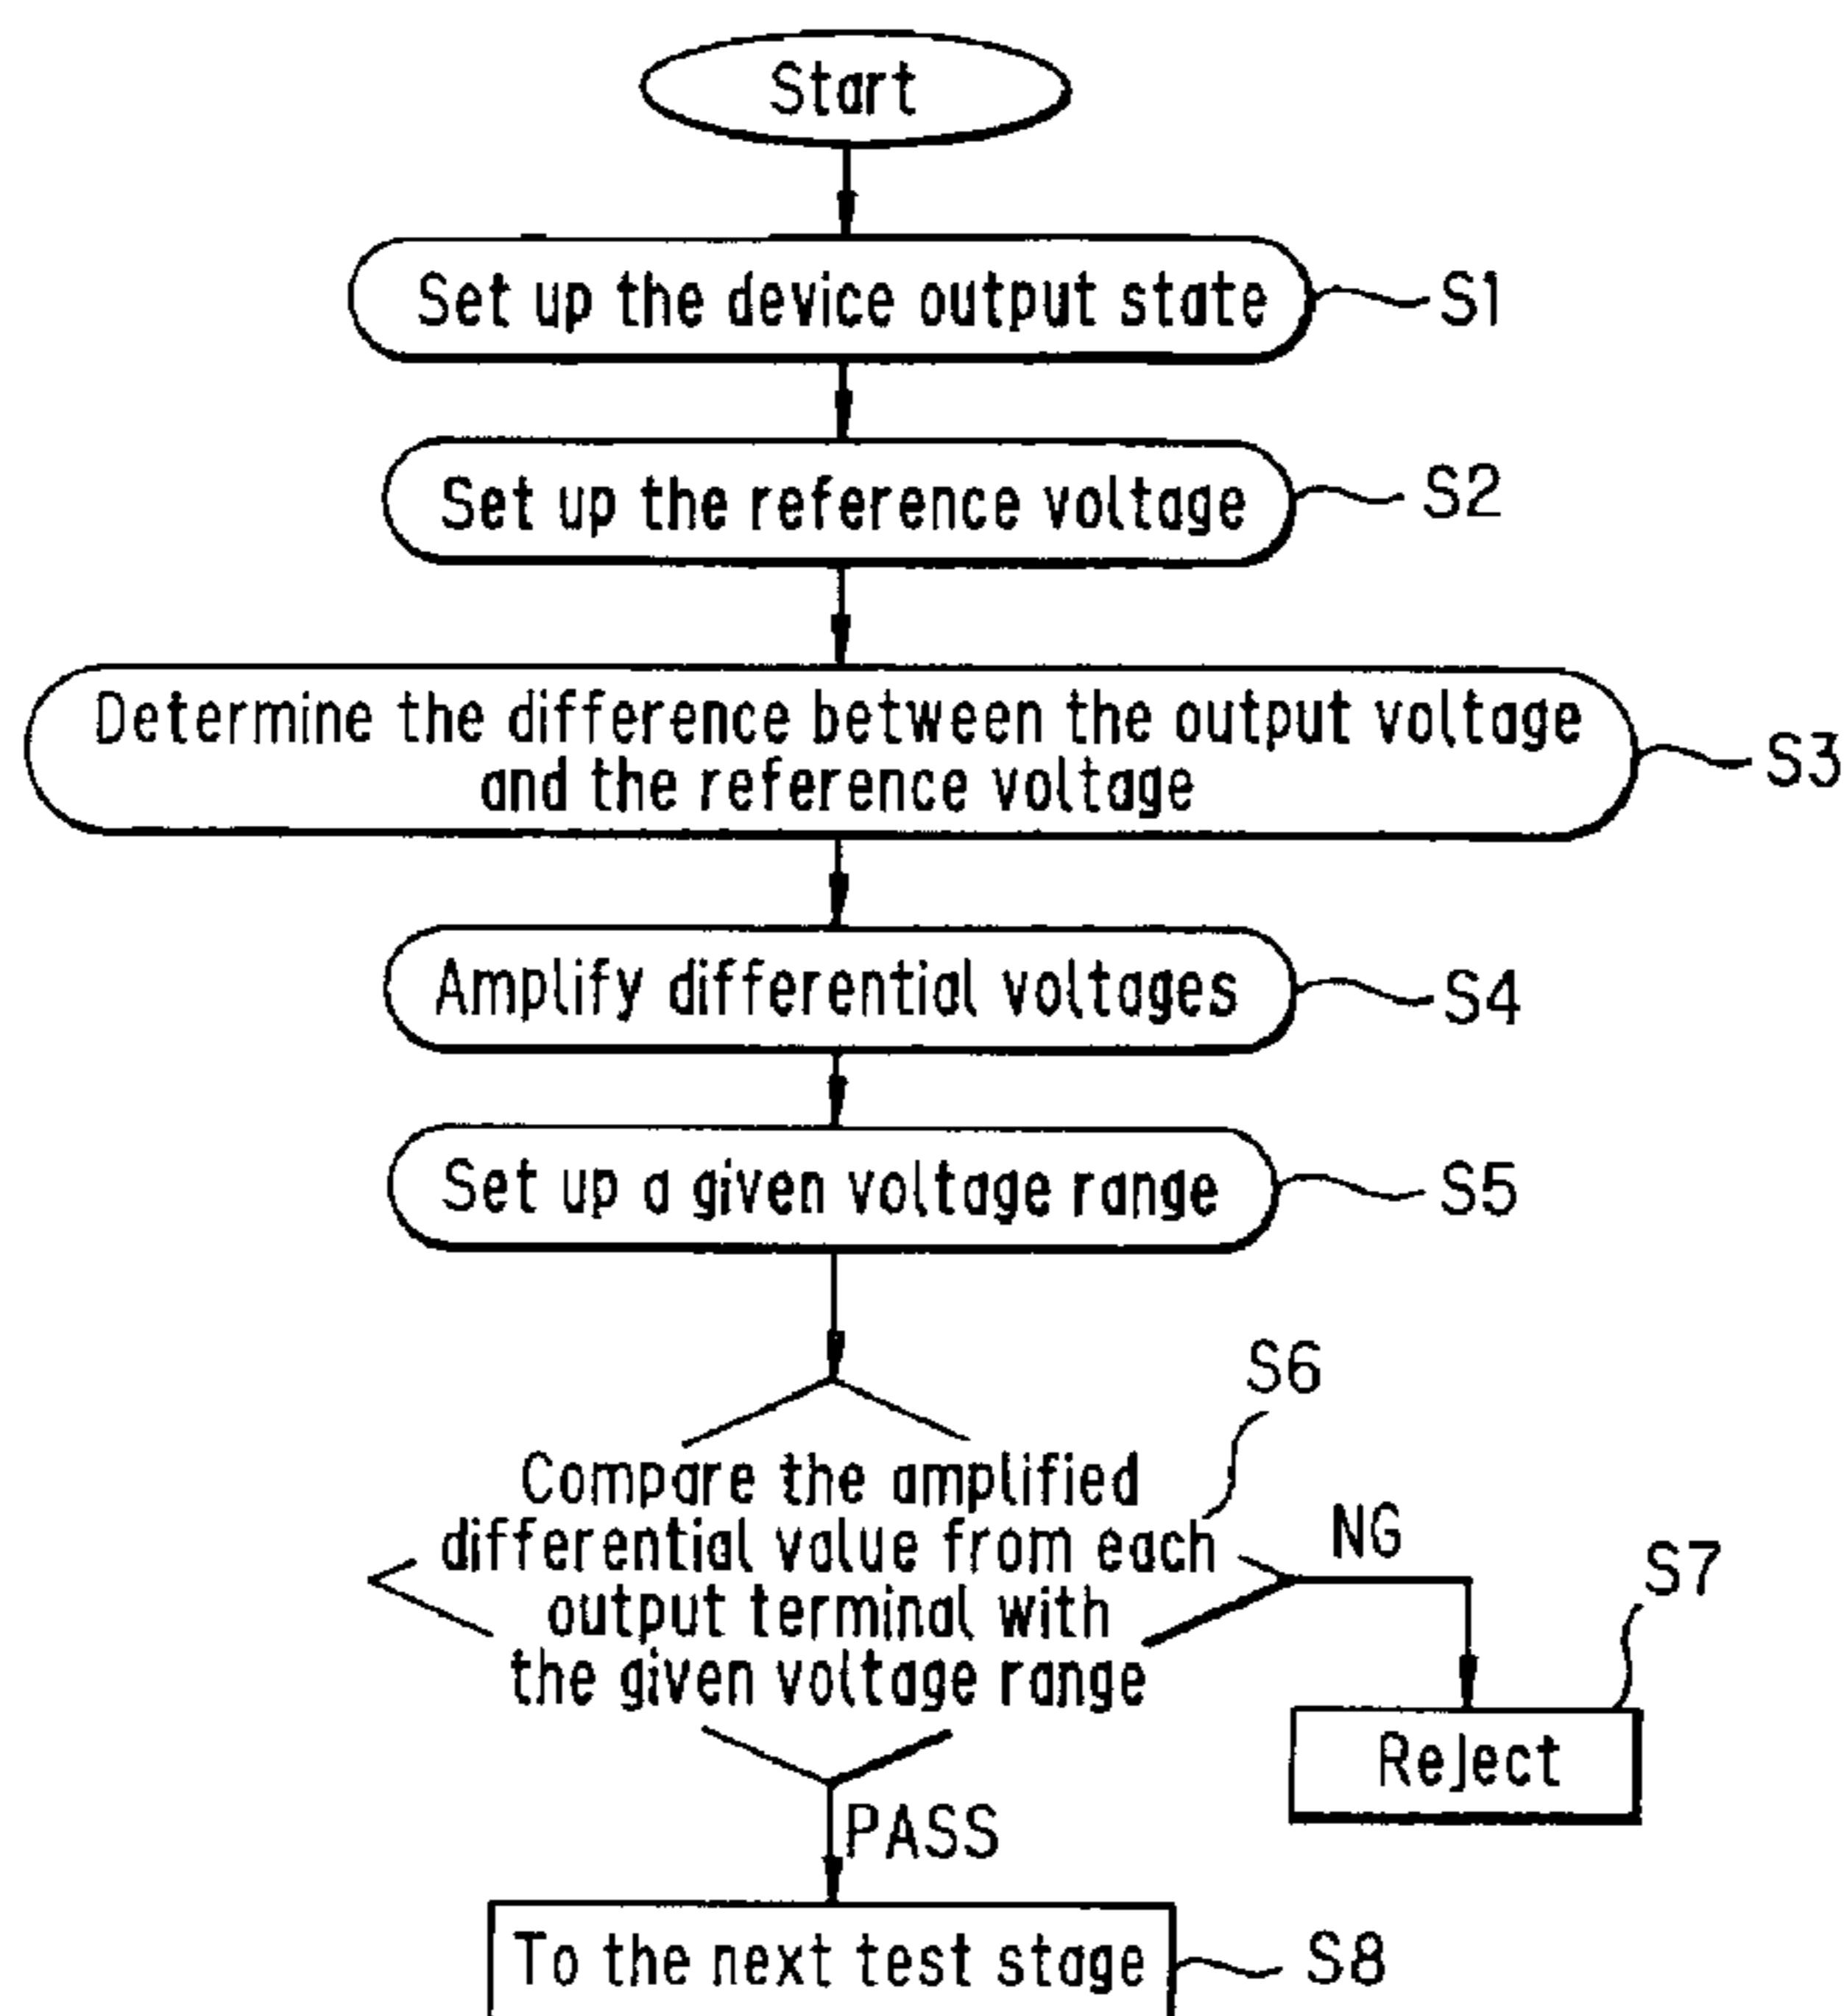 Start
Set up the device output state
S1
Set up the reference voltage
S2
Determine the difference between the output voltage
and the reference voltage
S3
Amplify differential voltages
S4
Set up a given voltage range
S5
S6
Compare the amplified
differential value from each
output terminal with
the given voltage range
NG
S7
Reject
PASS
To the next test stage
S8